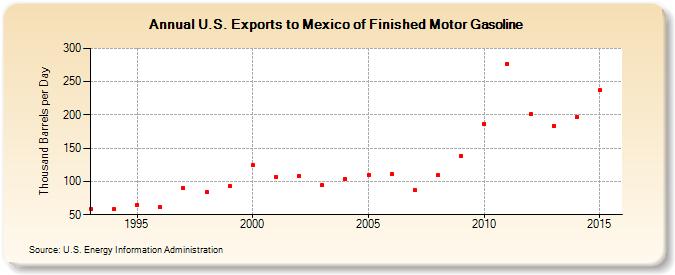 Annual U.S. Exports to Mexico of Finished Motor Gasoline
Thousand Barrels per Day
300
250
200
150
100
50
1995 2000 2005 2010 2015
Source: U.S. Energy Information Administration